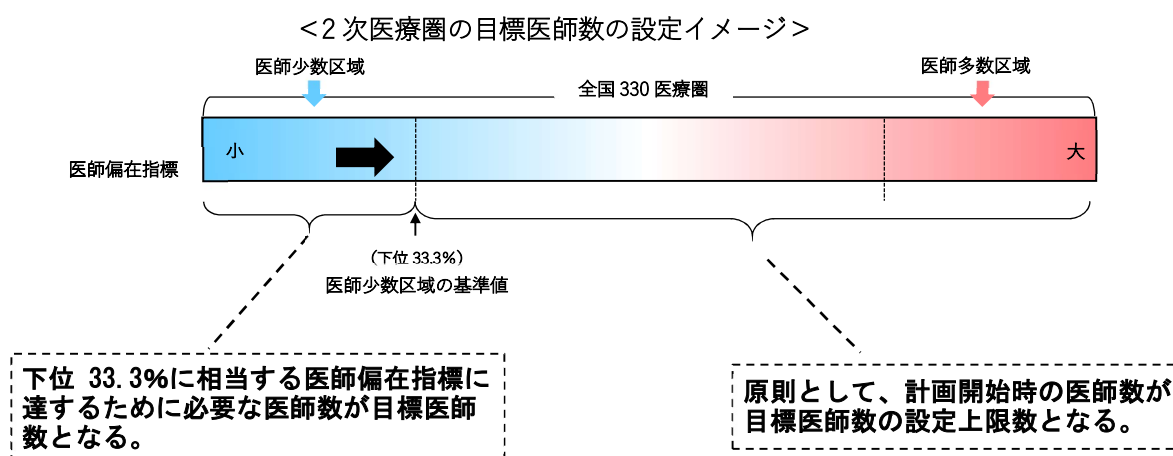 <2次医療圏の目標医師数の設定イメージ>
医師少数区域
医師多数区域
全国330医療圏
小
大
医師偏在指標
(下位33.3%)
医師少数区域の基準値
下位 33.3%に相当する医師偏在指標に
達するために必要な医師数が目標医師
数となる。
原則として、計画開始時の医師数が
目標医師数の設定上限数となる。